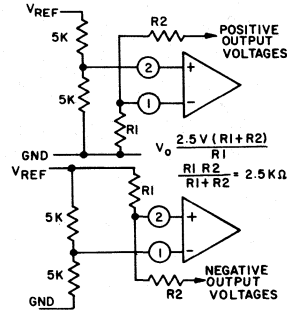 VREF
5K
R2
POSITIVE
OUTPUT
VOLTAGES
2
+
5K
1
−
R1
GND
Vo 2.5V (R1+R2)
R1
R1 R2
R1+R2 = 2.5KΩ
VREF
R1
5K
2
+
1
−
5K
R2
NEGATIVE
OUTPUT
VOLTAGES
GND